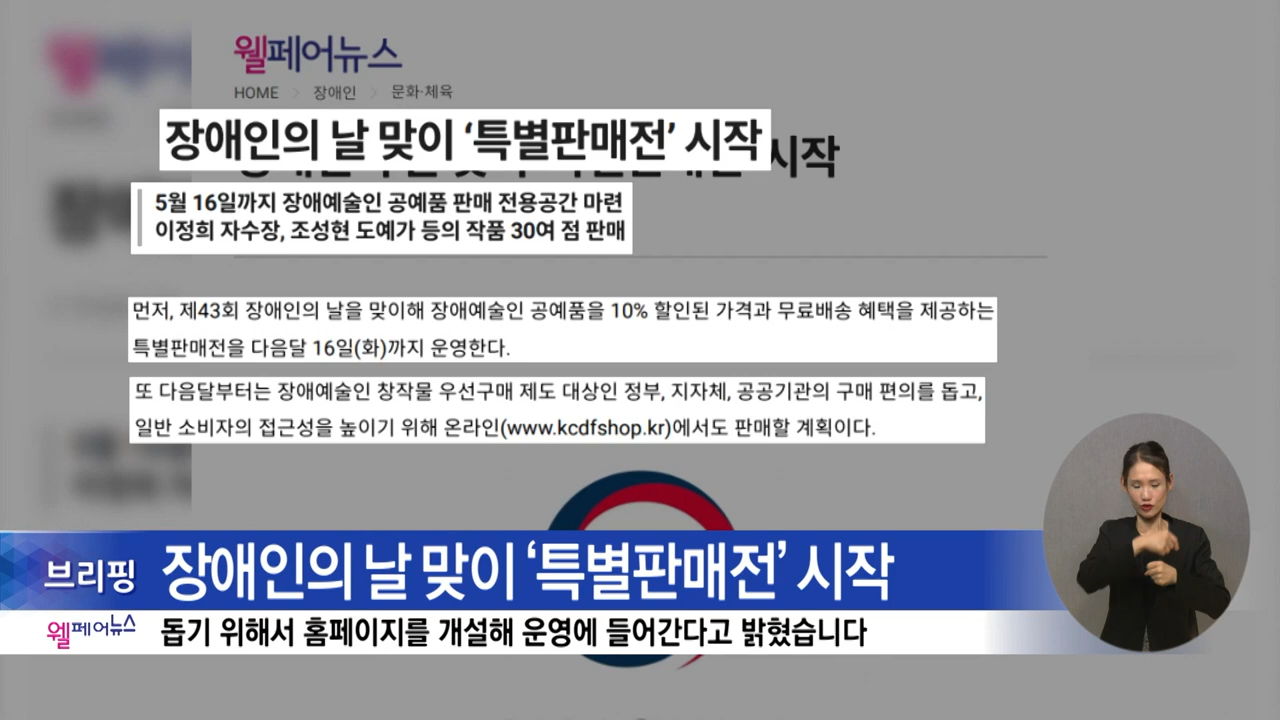 웰페어뉴스
HOME > 장애인 > 문화·체육
장애인의 날 맞이 ‘특별판매전’ 시작
시작
5월 16일까지 장애예술인 공예품 판매 전용공간 마련
이정희 자수장, 조성현 도예가 등의 작품 30여 점 판매
먼저, 제43회 장애인의 날을 맞이해 장애예술인 공예품을 10% 할인된 가격과 무료배송 혜택을 제공하는
특별판매전을 다음달 16일(화)까지 운영한다.
또 다음달부터는 장애예술인 창작물 우선구매 제도 대상인 정부, 지자체, 공공기관의 구매 편의를 돕고,
일반 소비자의 접근성을 높이기 위해 온라인(www.kcdfshop.kr)에서도 판매할 계획이다.
브리핑 장애인의 날 맞이 ‘특별판매전’ 시작
웰페어뉴스 돕기 위해서 홈페이지를 개설해 운영에 들어간다고 밝혔습니다